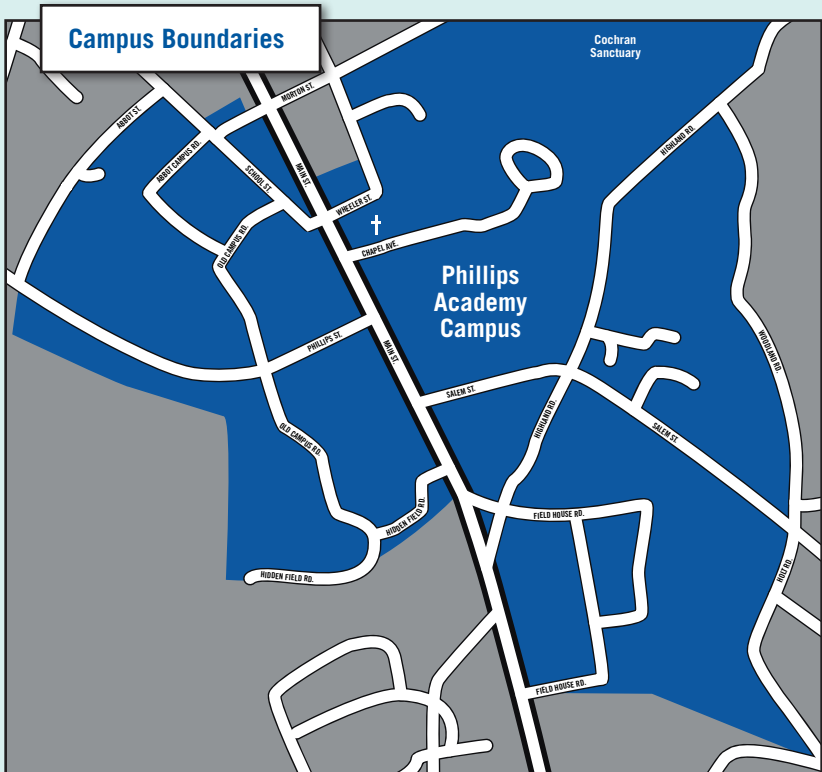 Campus Boundaries
Cochran
Sanctuary
MORTON ST.
ABBOT ST.
ABBOT CAMPUS RD.
HIGHLAND RD.
SCHOOL ST.
MAIN ST.
WHEELER ST.
OLD CAMPUS RD.
CHAPEL AVE.
Phillips
Academy
Campus
PHILLIPS ST.
MAIN ST.
WOODLAND RD.
SALEM ST.
HIGHLAND RD.
SALEM ST.
OLD CAMPUS RD.
HIDDEN FIELD RD.
FIELD HOUSE RD.
HIDDEN FIELD RD.
HOLT RD.
FIELD HOUSE RD.